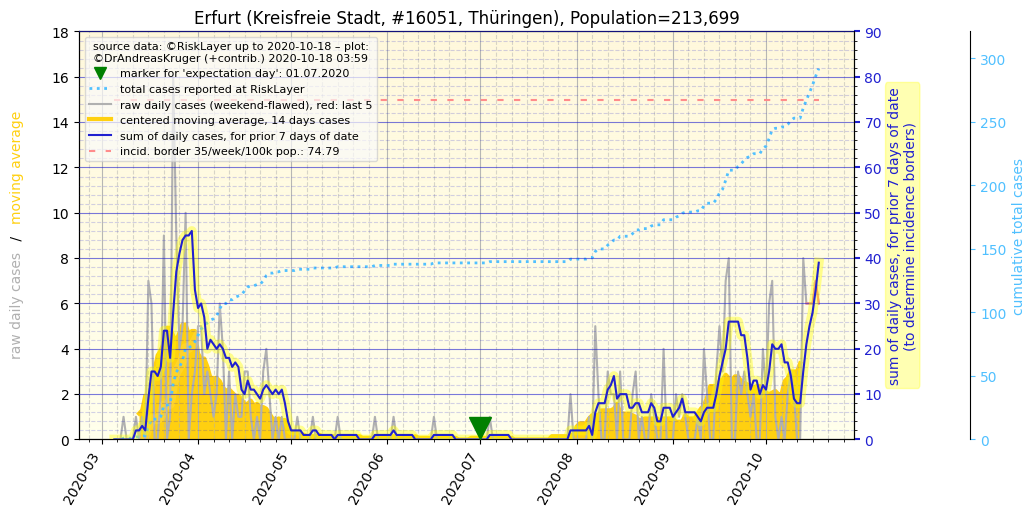 Erfurt (Kreisfreie Stadt, #16051, Thüringen), Population=213,699
source data: ©RiskLayer up to 2020-10-18 – plot:
©DrAndreasKruger (+contrib.) 2020-10-18 03:59
marker for 'expectation day': 01.07.2020
total cases reported at RiskLayer
raw daily cases (weekend-flawed), red: last 5
centered moving average, 14 days cases
sum of daily cases, for prior 7 days of date
incid. border 35/week/100k pop.: 74.79
raw daily cases / moving average
18
16
14
12
10
8
6
4
2
0
90
80
70
60
50
40
30
20
10
0
sum of daily cases, for prior 7 days of date
(to determine incidence borders)
300
250
200
150
100
50
0
cumulative total cases
2020-03
2020-04
2020-05
2020-06
2020-07
2020-08
2020-09
2020-10